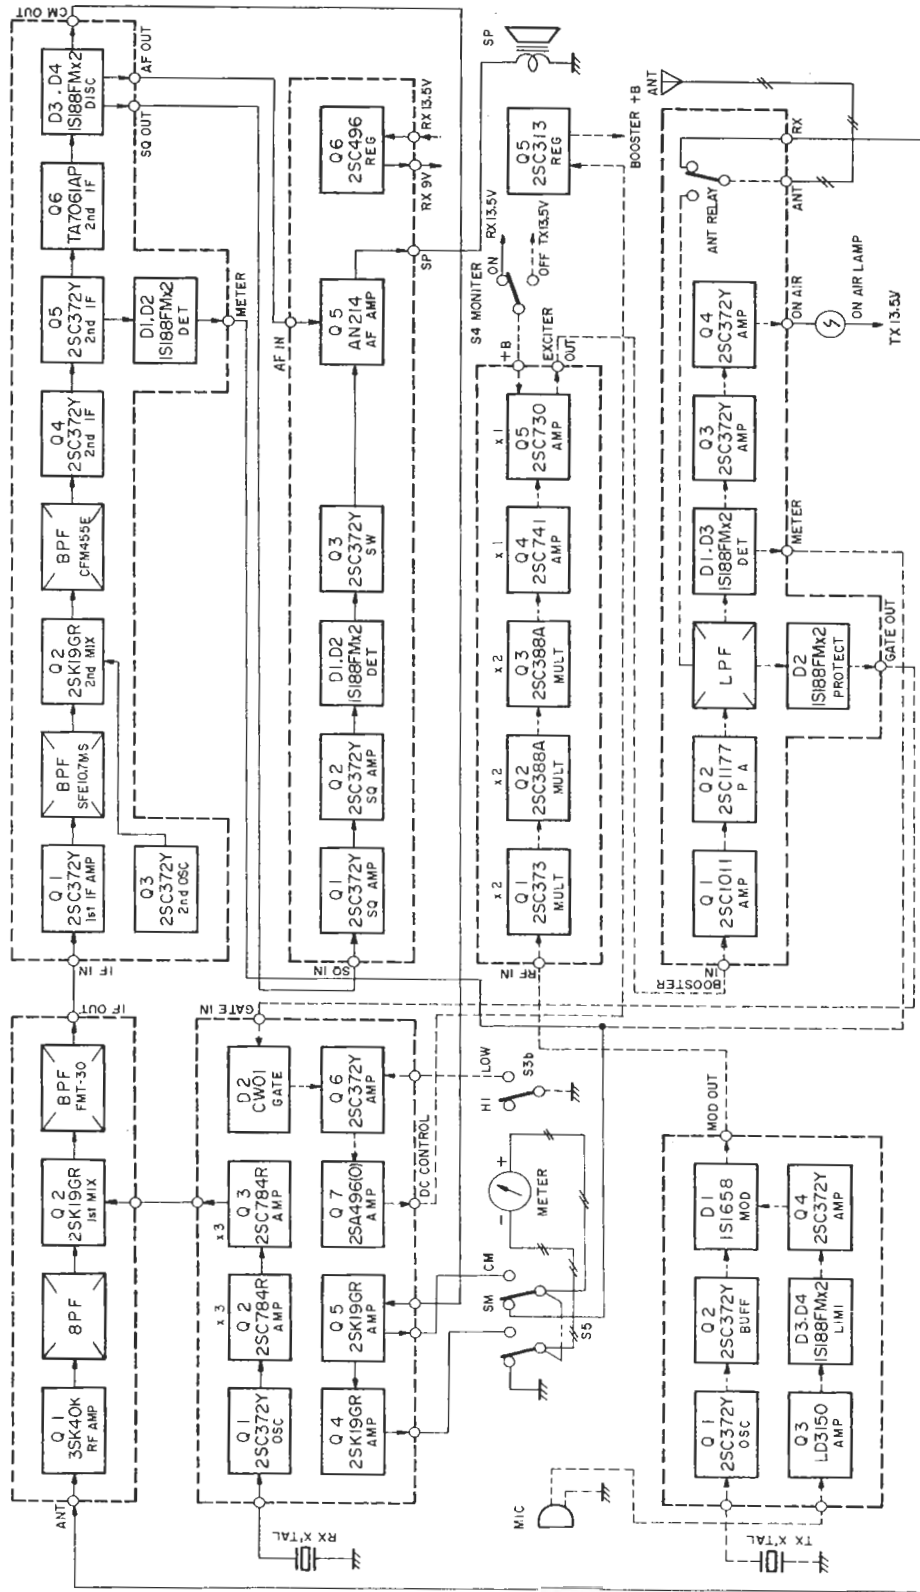 Q1
3SK40K
RF AMP
8PF
Q2
2SK19GR
1st MIX
BPF
FMT-30
ANT
IF OUT
IF IN
Q1
2SC372Y
1st IF AMP
BPF
SFE10.7MS
Q2
2SK19GR
2nd MIX
BPF
CFM455E
Q4
2SC372Y
2nd IF
Q5
2SC372Y
2nd IF
Q6
TA7061AP
2nd IF
D3.D4
1S188FMx2
DISC
CM OUT
Q3
2SC372Y
2nd OSC
D1.D2
1S188FMx2
DET
METER
SQ OUT
AF OUT
RX X'TAL
Q1
2SC372Y
OSC
x 3
Q2
2SC784R
AMP
x 3
Q3
2SC784R
AMP
D2
CW01
GATE
GATE IN
Q4
2SK19GR
AMP
Q5
2SK19GR
AMP
Q7
2SA496(O)
AMP
Q6
2SC372Y
AMP
DC CONTROL
SQ IN
Q1
2SC372Y
SQ AMP
Q2
2SC372Y
SQ AMP
D1.D2
1S188FMx2
DET
Q3
2SC372Y
SW
AF IN
Q5
AN214
AF AMP
Q6
2SC496
REG
SP
RX 9V
RX 13.5V
SP
S5
SM
CM
-
METER
+
HI
LOW
S3b
RF IN
x 2
Q1
2SC373
MULT
x 2
Q2
2SC388A
MULT
x 2
Q3
2SC388A
MULT
x 1
Q4
2SC741
AMP
x 1
Q5
2SC730
AMP
+B
EXCITER
OUT
S4 MONITER
ON
RX13.5V
OFF
TX13.5V
Q5
2SC313
REG
BOOSTER +B
MIC
TX X'TAL
Q1
2SC372Y
OSC
Q2
2SC372Y
BUFF
D1
1S1658
MOD
MOD OUT
Q3
LD3150
AMP
D3.D4
1S188FMx2
LIMI
Q4
2SC372Y
AMP
BOOSTER
IN
Q1
2SC1011
AMP
Q2
2SC1177
P A
LPF
D1.D3
1S188FMx2
DET
Q3
2SC372Y
AMP
Q4
2SC372Y
AMP
ANT RELAY
ANT
RX
ANT
D2
1S188FMx2
PROTECT
GATE OUT
METER
ON AIR
ON AIR LAMP
TX 13.5V